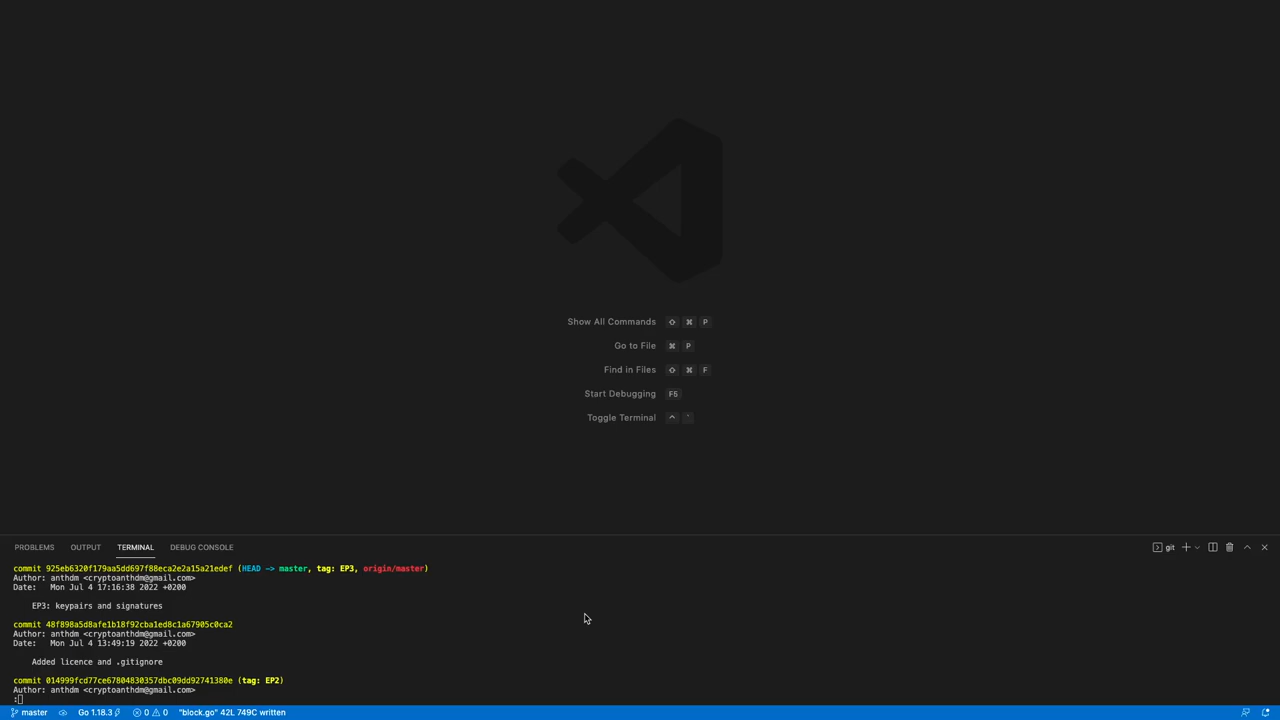 Show All Commands ⇧ ⌘ P
Go to File ⌘ P
Find in Files ⇧ ⌘ F
Start Debugging F5
Toggle Terminal ^ `
PROBLEMS OUTPUT TERMINAL DEBUG CONSOLE git
commit 925eb6320f179aa5dd697f88eca2e2a15a21edef (HEAD -> master, tag: EP3, origin/master)
Author: anthdm <cryptoanthdm@gmail.com>
Date: Mon Jul 4 17:16:38 2022 +0200
EP3: keypairs and signatures
commit 48f898a5d8afe1b18f92cba1ed8c1a67905c0ca2
Author: anthdm <cryptoanthdm@gmail.com>
Date: Mon Jul 4 13:49:19 2022 +0200
Added licence and .gitignore
commit 014999fcd77ce67804830357dbc09dd92741380e (tag: EP2)
Author: anthdm <cryptoanthdm@gmail.com>
:
master Go 1.18.3 0 0 "block.go" 42L 749C written